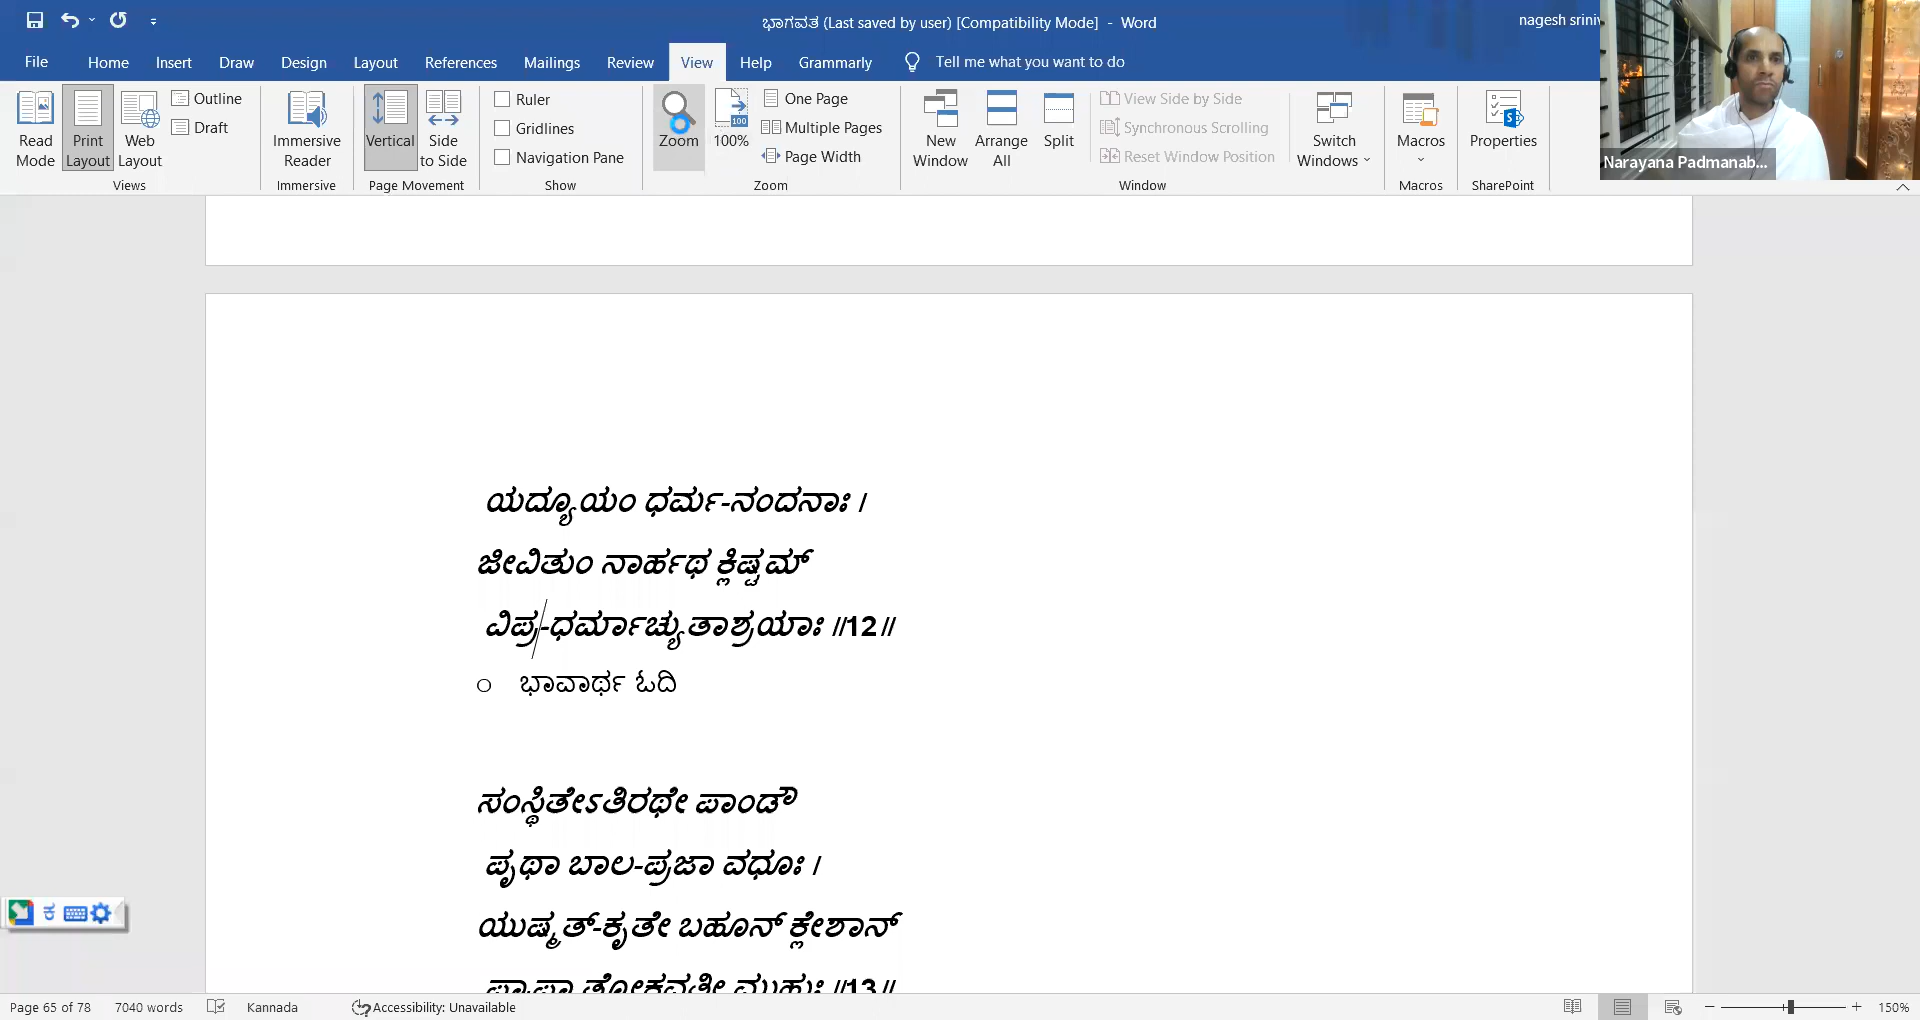 ಭಾಗವತ (Last saved by user) [Compatibility Mode] - Word
nagesh
File Home Insert Draw Design Layout References Mailings Review View Help Grammarly Tell me what you want to do
Read Mode
Print Layout
Web Layout
Outline
Draft
Views
Immersive Reader
Immersive
Vertical
Side to Side
Page Movement
Ruler
Gridlines
Navigation Pane
Show
Zoom
100
100%
One Page
Multiple Pages
Page Width
Zoom
New Window
Arrange All
Split
View Side by Side
Synchronous Scrolling
Reset Window Position
Switch Windows
Window
Macros
Macros
Properties
SharePoint
Narayana Padmanab...
ಯದ್ಯೂಯಂ ಧರ್ಮ-ನಂದನಾಃ ।
ಜೀವಿತುಂ ನಾರ್ಹಥ ಕ್ಲಿಷ್ಟಮ್
ವಿಪ್ರ-ಧರ್ಮಾಚ್ಯುತಾಶ್ರಯಾಃ ॥12॥
o ಭಾವಾರ್ಥ ಓದಿ
ಸಂಸ್ಥಿತೇಽತಿರಥೇ ಪಾಂಡೌ
ಪೃಥಾ ಬಾಲ-ಪ್ರಜಾ ವಧೂಃ ।
ಯುಷ್ಮತ್-ಕೃತೇ ಬಹೂನ್ ಕ್ಲೇಶಾನ್
ಪ್ರಾಪ್ತಾ ತೋಕವತೀ ಮುಹುಃ ॥13॥
ಕ
Page 65 of 78 7040 words Kannada Accessibility: Unavailable 150%